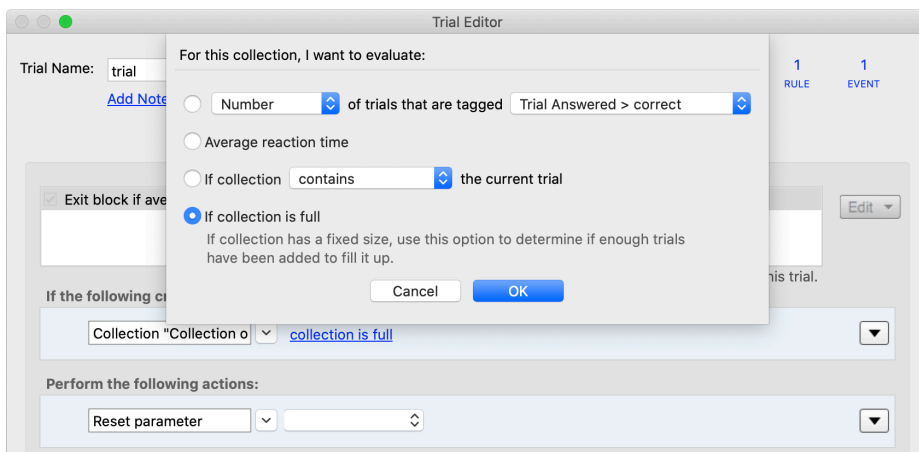 Trial Editor
For this collection, I want to evaluate:
Trial Name: trial
1 1
Add Note
RULE EVENT
Number of trials that are tagged Trial Answered > correct
Average reaction time
If collection contains the current trial
Exit block if ave
Edit
If collection is full
If collection has a fixed size, use this option to determine if enough trials
have been added to fill it up.
his trial.
Cancel OK
If the following cr
Collection "Collection o collection is full
Perform the following actions:
Reset parameter